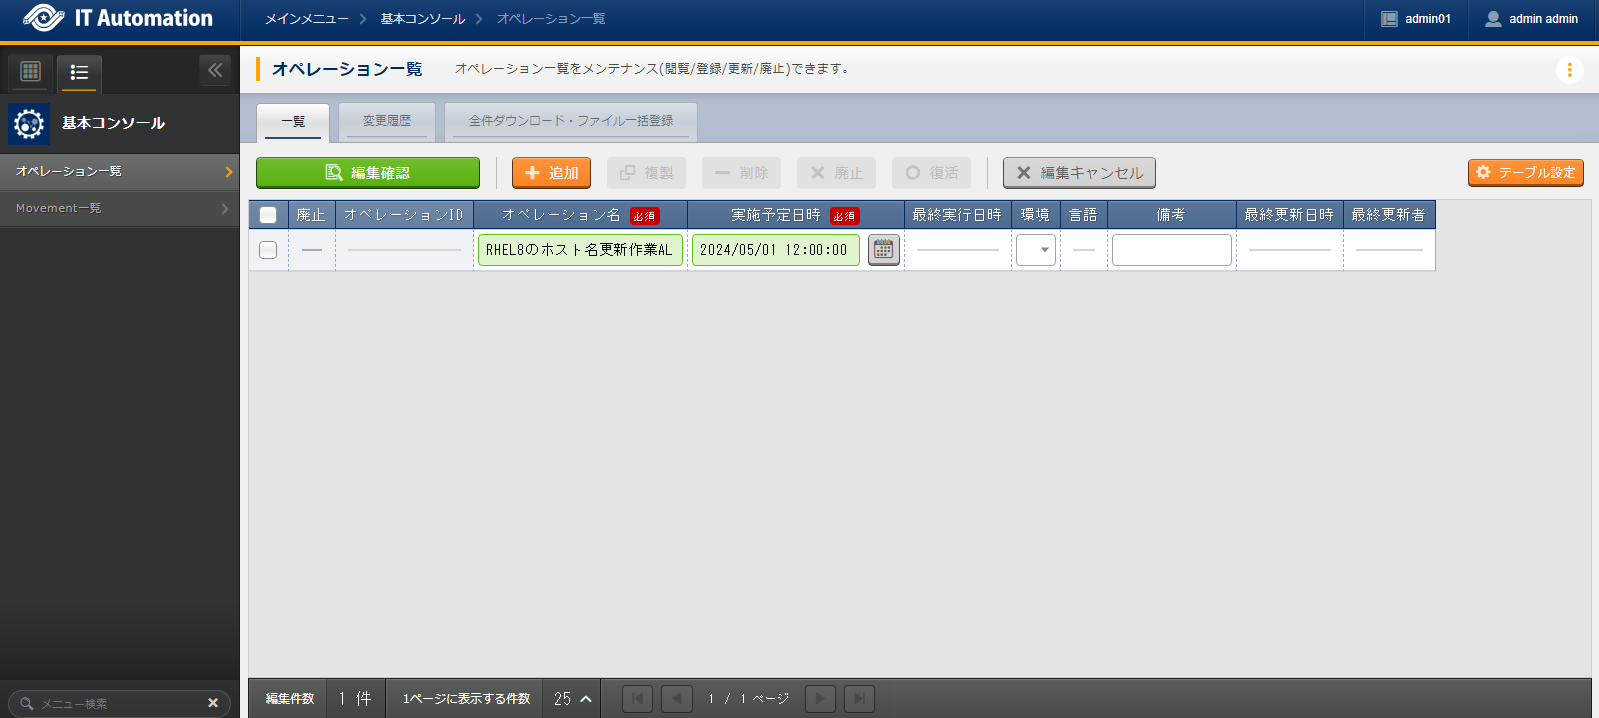 IT Automation
メインメニュー 基本コンソール オペレーション一覧
admin01
admin admin
基本コンソール
オペレーション一覧
Movement一覧
メニュー検索
オペレーション一覧 オペレーション一覧をメンテナンス(閲覧/登録/更新/廃止)できます。
一覧 変更履歴 全件ダウンロード・ファイル一括登録
編集確認 追加 複製 削除 廃止 復活 編集キャンセル テーブル設定
廃止 オペレーションID オペレーション名 必須 実施予定日時 必須 最終実行日時 環境 言語 備考 最終更新日時 最終更新者
RHEL8のホスト名更新作業AL 2024/05/01 12:00:00
編集件数 1 件 1ページに表示する件数 25 1 / 1 ページ